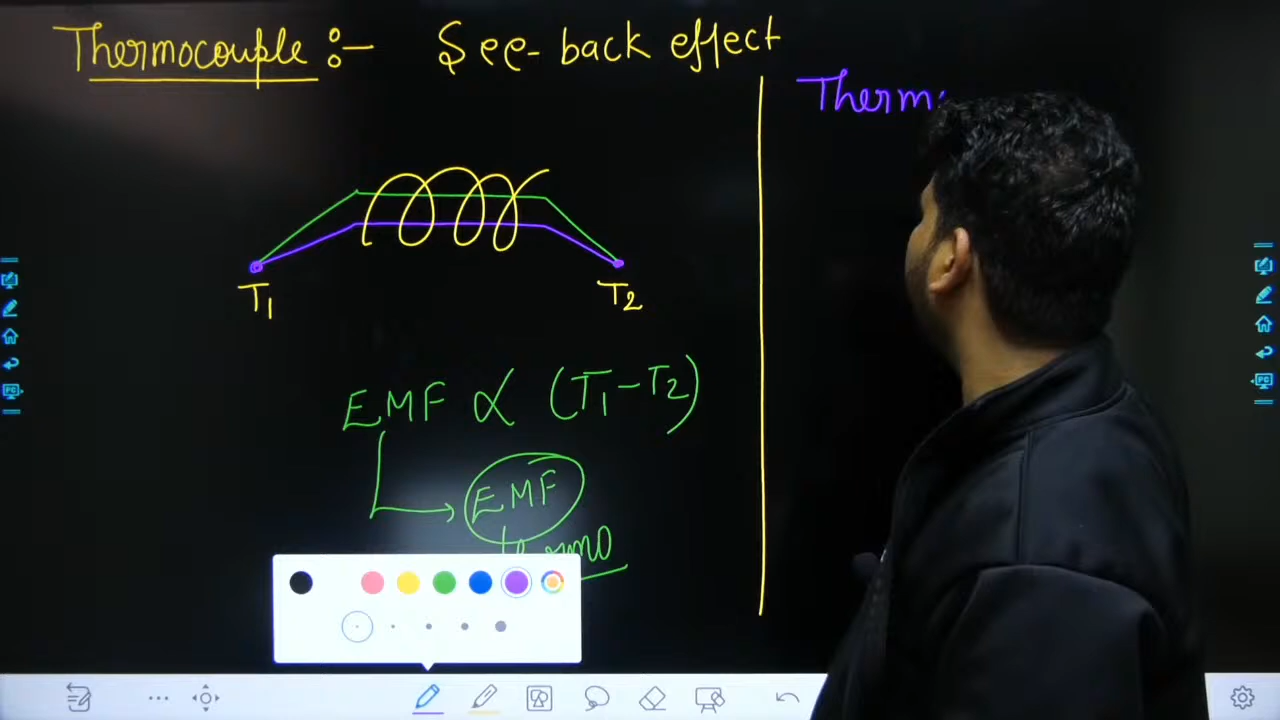 Thermocouple :- See-back effect
Therm
T1 T2
EMF ∝ (T1-T2)
EMF